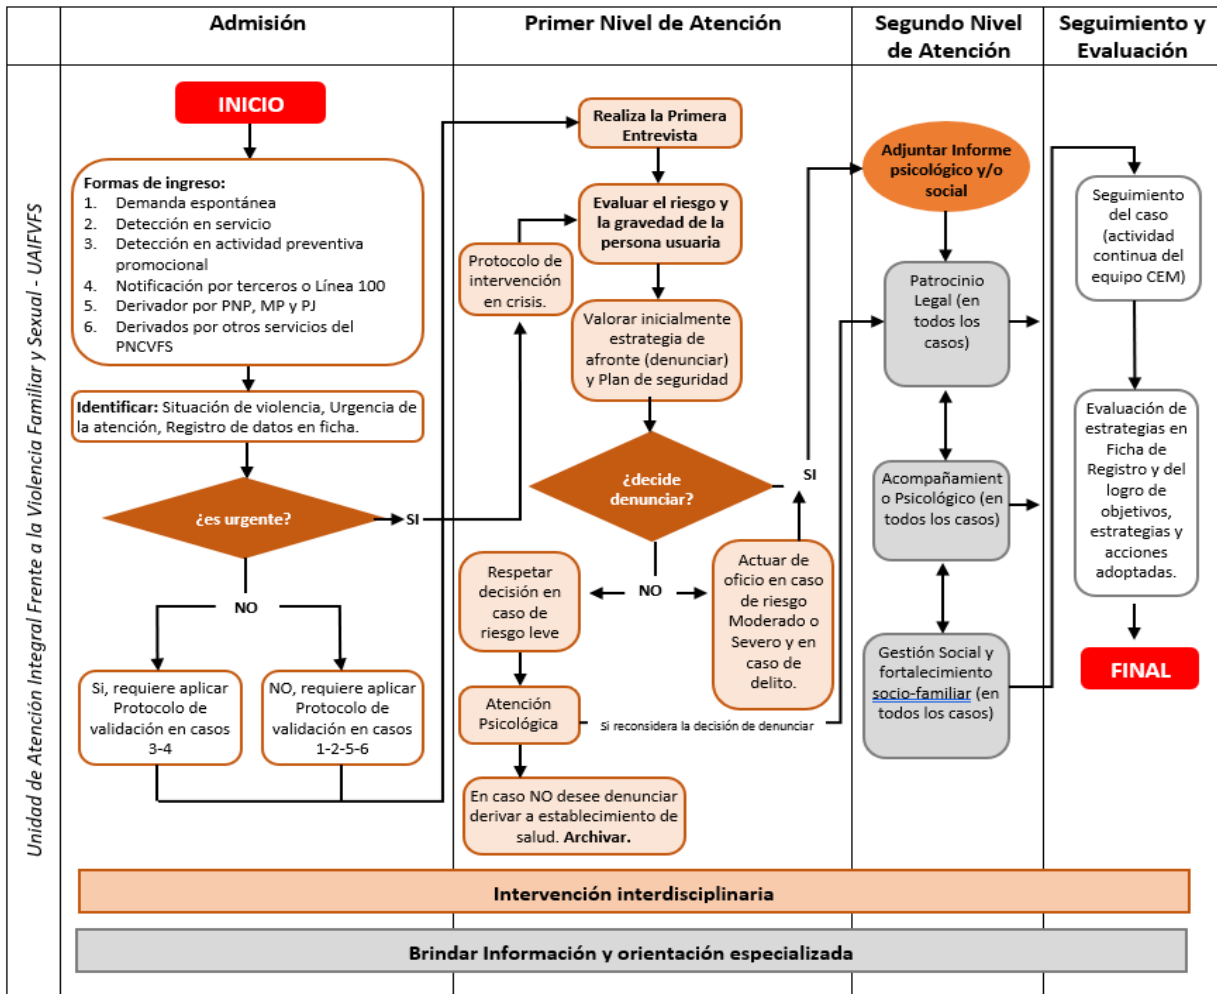 Admisión
Primer Nivel de Atención
Segundo Nivel
de Atención
Seguimiento y
Evaluación
Unidad de Atención Integral Frente a la Violencia Familiar y Sexual - UAIFVFS
INICIO
Formas de ingreso:
1. Demanda espontánea
2. Detección en servicio
3. Detección en actividad preventiva
promocional
4. Notificación por terceros o Línea 100
5. Derivador por PNP, MP y PJ
6. Derivados por otros servicios del
PNCVFS
Identificar: Situación de violencia, Urgencia de
la atención, Registro de datos en ficha.
¿es urgente?
SI
NO
Si, requiere aplicar
Protocolo de
validación en casos
3-4
NO, requiere aplicar
Protocolo de
validación en casos
1-2-5-6
Realiza la Primera
Entrevista
Evaluar el riesgo y
la gravedad de la
persona usuaria
Protocolo de
intervención
en crisis.
Valorar inicialmente
estrategia de
afronte (denunciar)
y Plan de seguridad
¿decide
denunciar?
SI
NO
Respetar
decisión en
caso de
riesgo leve
Actuar de
oficio en caso
de riesgo
Moderado o
Severo y en
caso de
delito.
Atención
Psicológica
Si reconsidera la decisión de denunciar
En caso NO desee denunciar
derivar a establecimiento de
salud. Archivar.
Adjuntar Informe
psicológico y/o
social
Patrocinio
Legal (en
todos los
casos)
Acompañamient
o Psicológico (en
todos los casos)
Gestión Social y
fortalecimiento
socio-familiar (en
todos los casos)
Seguimiento
del caso
(actividad
continua del
equipo CEM)
Evaluación de
estrategias en
Ficha de
Registro y del
logro de
objetivos,
estrategias y
acciones
adoptadas.
FINAL
Intervención interdisciplinaria
Brindar Información y orientación especializada